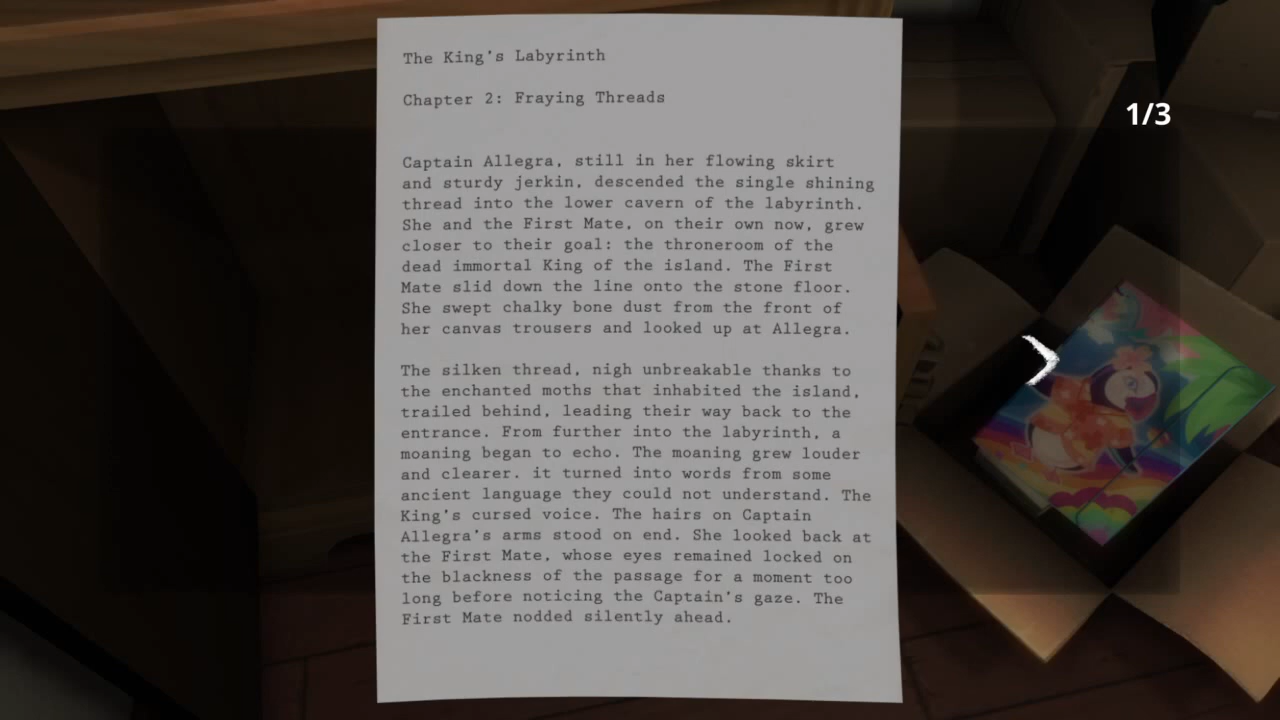 The King's Labyrinth
Chapter 2: Fraying Threads
1/3
Captain Allegra, still in her flowing skirt
and sturdy jerkin, descended the single shining
thread into the lower cavern of the labyrinth.
She and the First Mate, on their own now, grew
closer to their goal: the throneroom of the
dead immortal King of the island. The First
Mate slid down the line onto the stone floor.
She swept chalky bone dust from the front of
her canvas trousers and looked up at Allegra.
The silken thread, nigh unbreakable thanks to
the enchanted moths that inhabited the island,
trailed behind, leading their way back to the
entrance. From further into the labyrinth, a
moaning began to echo. The moaning grew louder
and clearer. it turned into words from some
ancient language they could not understand. The
King's cursed voice. The hairs on Captain
Allegra's arms stood on end. She looked back at
the First Mate, whose eyes remained locked on
the blackness of the passage for a moment too
long before noticing the Captain's gaze. The
First Mate nodded silently ahead.